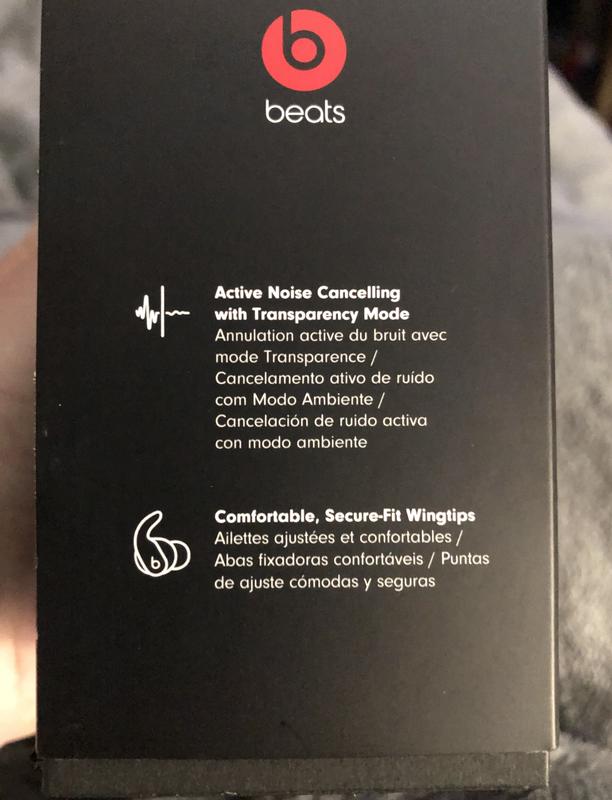 beats
Active Noise Cancelling
with Transparency Mode
Annulation active du bruit avec
mode Transparence /
Cancelamento ativo de ruído
com Modo Ambiente /
Cancelación de ruido activa
con modo ambiente
Comfortable, Secure-Fit Wingtips
Ailettes ajustées et confortables /
Abas fixadoras confortáveis / Puntas
de ajuste cómodas y seguras